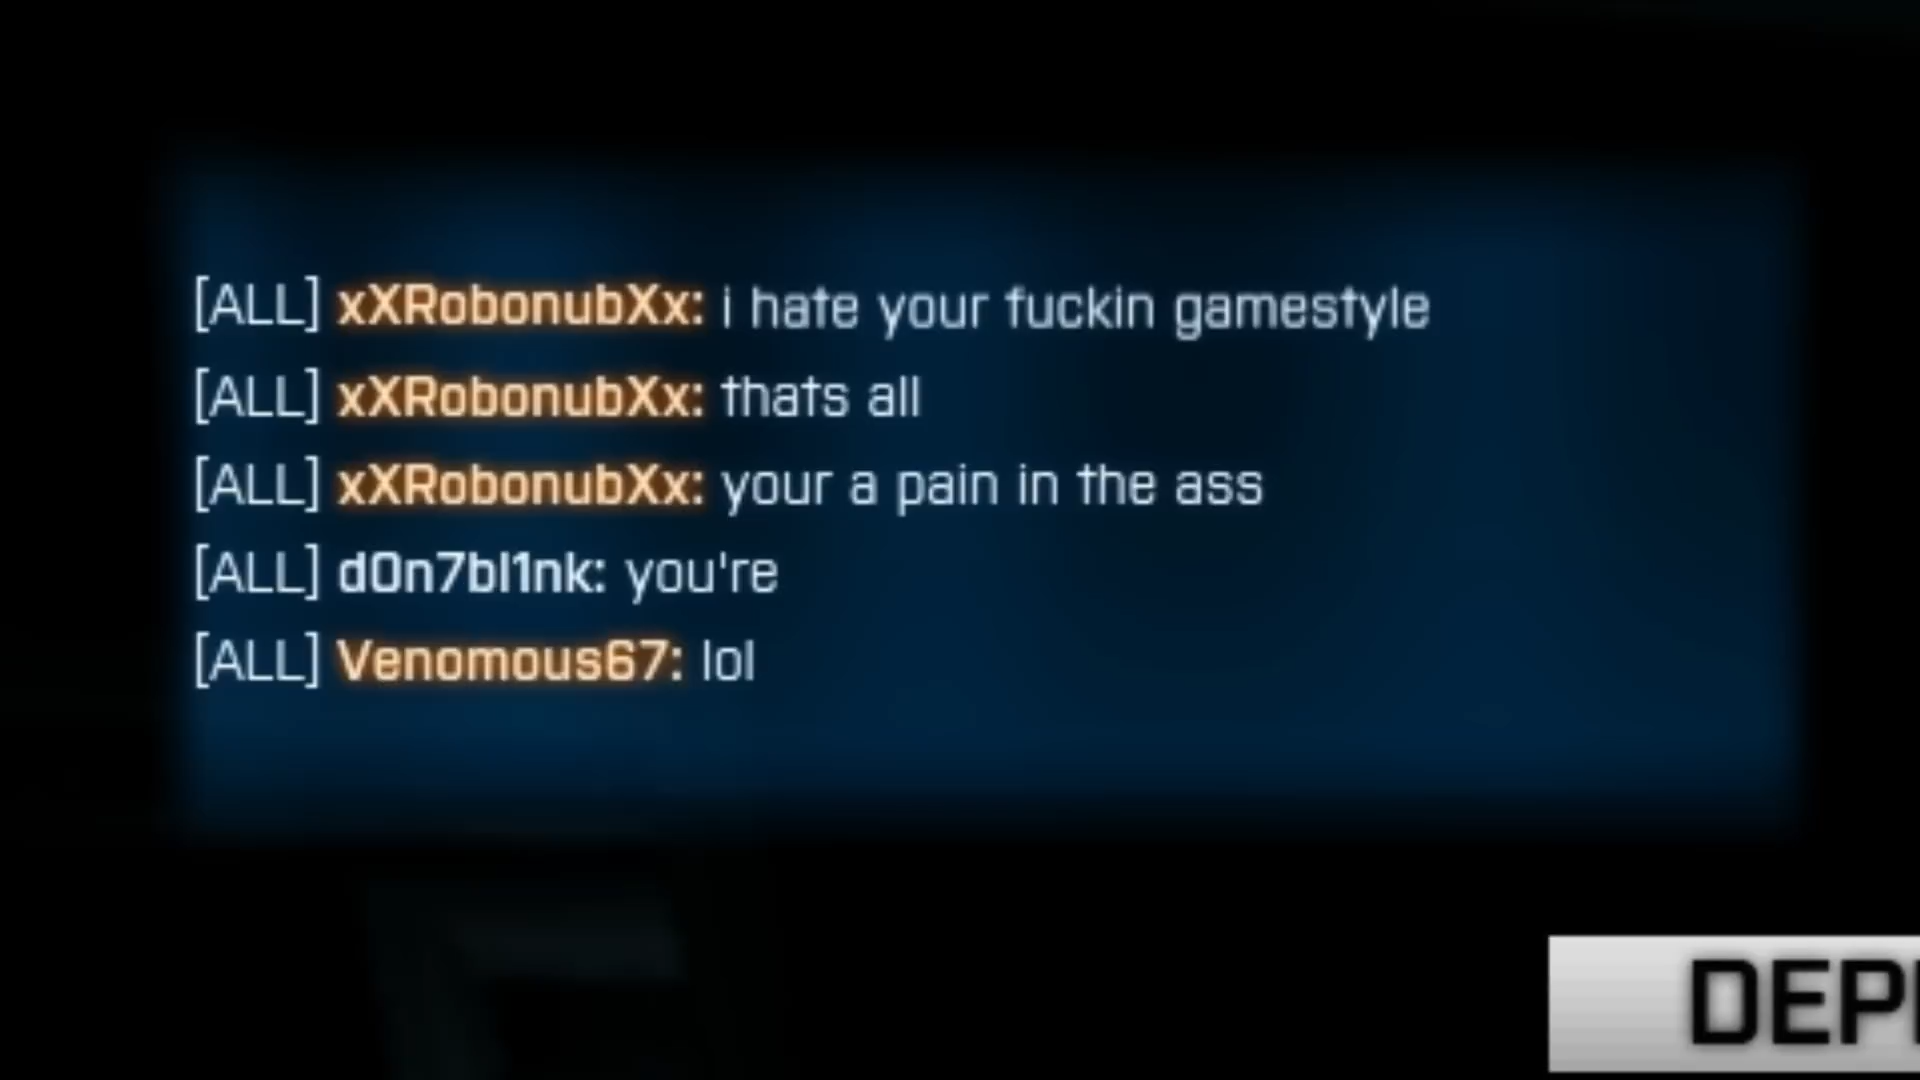 [ALL] xXRobonubXx: i hate your fuckin gamestyle
[ALL] xXRobonubXx: thats all
[ALL] xXRobonubXx: your a pain in the ass
[ALL] d0n7bl1nk: you're
[ALL] Venomous67: lol
DEP